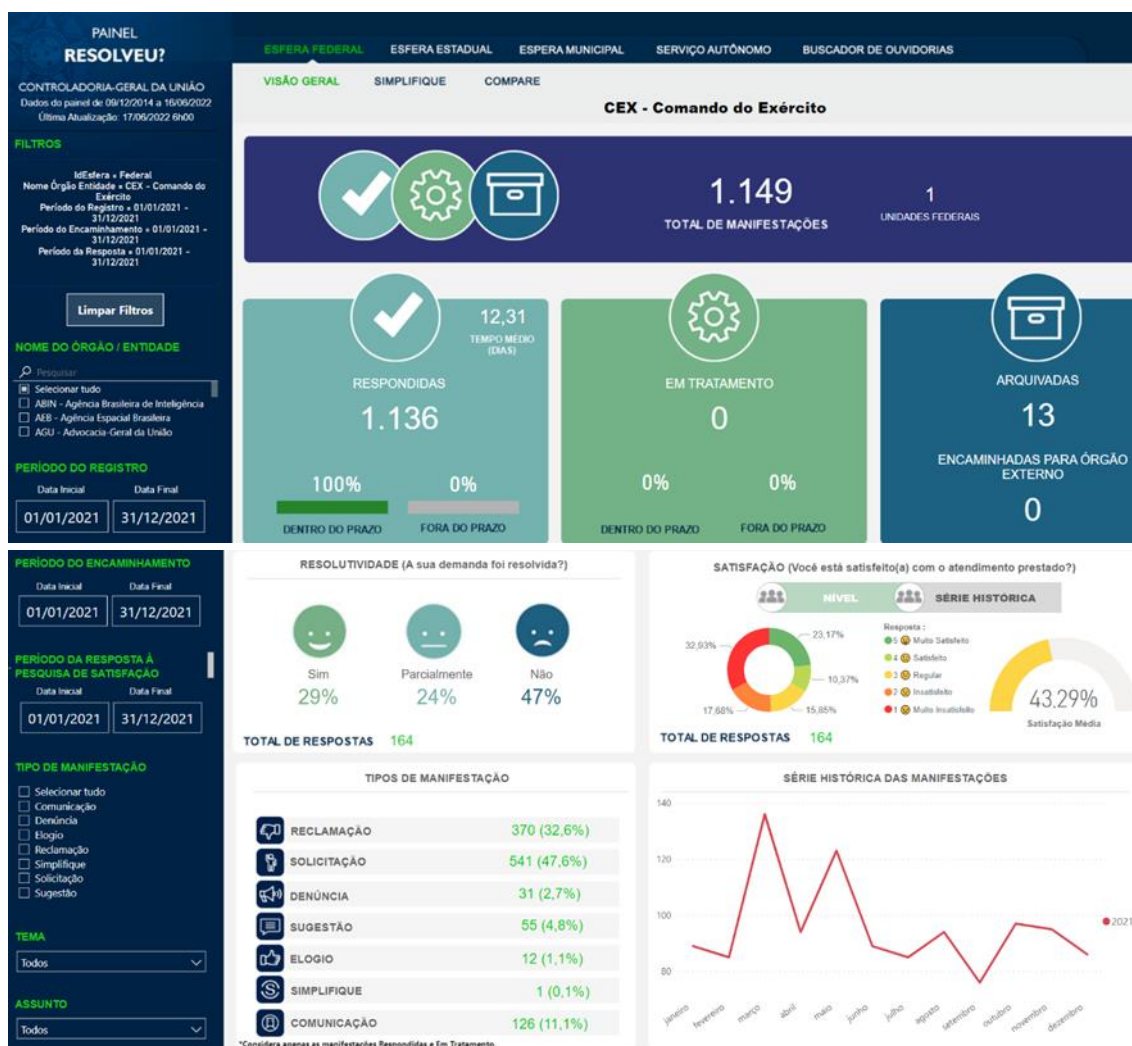 PAINEL
RESOLVEU?
CONTROLADORIA-GERAL DA UNIÃO
Dados do painel de 09/12/2014 a 16/06/2022
Última Atualização: 17/06/2022 6h00
FILTROS
IdEsfera = Federal
Nome Órgão Entidade = CEX - Comando do
Exército
Período do Registro = 01/01/2021 -
31/12/2021
Período do Encaminhamento = 01/01/2021 -
31/12/2021
Período da Resposta = 01/01/2021 -
31/12/2021
Limpar Filtros
NOME DO ÓRGÃO / ENTIDADE
Pesquisar
Selecionar tudo
ABIN - Agência Brasileira de Inteligência
AEB - Agência Espacial Brasileira
AGU - Advocacia-Geral da União
PERÍODO DO REGISTRO
Data Inicial Data Final
01/01/2021 31/12/2021
ESFERA FEDERAL ESFERA ESTADUAL ESPERA MUNICIPAL SERVIÇO AUTÔNOMO BUSCADOR DE OUVIDORIAS
VISÃO GERAL SIMPLIFIQUE COMPARE
CEX - Comando do Exército
1.149
TOTAL DE MANIFESTAÇÕES
1
UNIDADES FEDERAIS
12,31
TEMPO MÉDIO
(DIAS)
RESPONDIDAS
1.136
100% 0%
DENTRO DO PRAZO FORA DO PRAZO
EM TRATAMENTO
0
0% 0%
DENTRO DO PRAZO FORA DO PRAZO
ARQUIVADAS
13
ENCAMINHADAS PARA ÓRGÃO
EXTERNO
0
PERÍODO DO ENCAMINHAMENTO
Data Inicial Data Final
01/01/2021 31/12/2021
PERÍODO DA RESPOSTA À
PESQUISA DE SATISFAÇÃO
Data Inicial Data Final
01/01/2021 31/12/2021
TIPO DE MANIFESTAÇÃO
Selecionar tudo
Comunicação
Denúncia
Elogio
Reclamação
Simplifique
Solicitação
Sugestão
TEMA
Todos
ASSUNTO
Todos
RESOLUTIVIDADE (A sua demanda foi resolvida?)
Sim Parcialmente Não
29% 24% 47%
TOTAL DE RESPOSTAS 164
SATISFAÇÃO (Você está satisfeito(a) com o atendimento prestado?)
NÍVEL SÉRIE HISTÓRICA
32,93%
23,17%
10,37%
17,68%
15,85%
Resposta :
5 Muito Satisfeito
4 Satisfeito
3 Regular
2 Insatisfeito
1 Muito Insatisfeito
43.29%
Satisfação Média
TOTAL DE RESPOSTAS 164
TIPOS DE MANIFESTAÇÃO
RECLAMAÇÃO 370 (32,6%)
SOLICITAÇÃO 541 (47,6%)
DENÚNCIA 31 (2,7%)
SUGESTÃO 55 (4,8%)
ELOGIO 12 (1,1%)
SIMPLIFIQUE 1 (0,1%)
COMUNICAÇÃO 126 (11,1%)
*Considera apenas as manifestações Respondidas e Em Tratamento
SÉRIE HISTÓRICA DAS MANIFESTAÇÕES
140
120
100
80
2021
janeiro fevereiro março abril maio junho julho agosto setembro outubro novembro dezembro